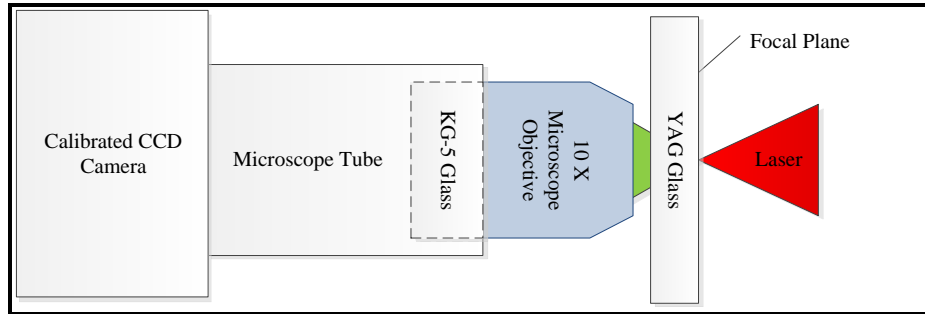 Calibrated CCD
Camera
Microscope Tube
KG-5 Glass
10 X
Microscope
Objective
YAG Glass
Focal Plane
Laser